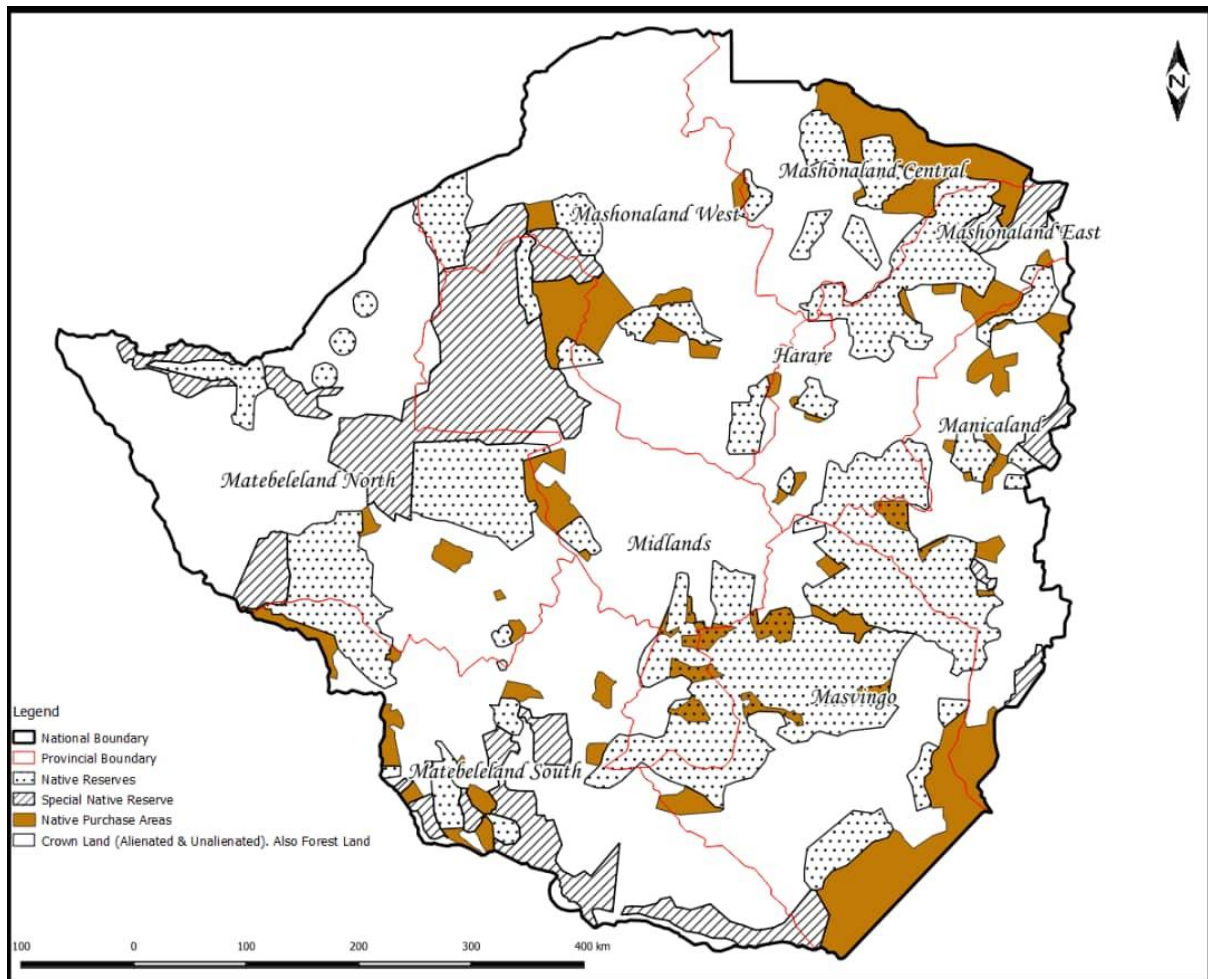 N
Mashonaland Central
Mashonaland West
Mashonaland East
Harare
Manicaland
Matebeleland North
Midlands
Masvingo
Matebeleland South
Legend
National Boundary
Provincial Boundary
Native Reserves
Special Native Reserve
Native Purchase Areas
Crown Land (Alienated & Unalienated). Also Forest Land
100 0 100 200 300 400 km